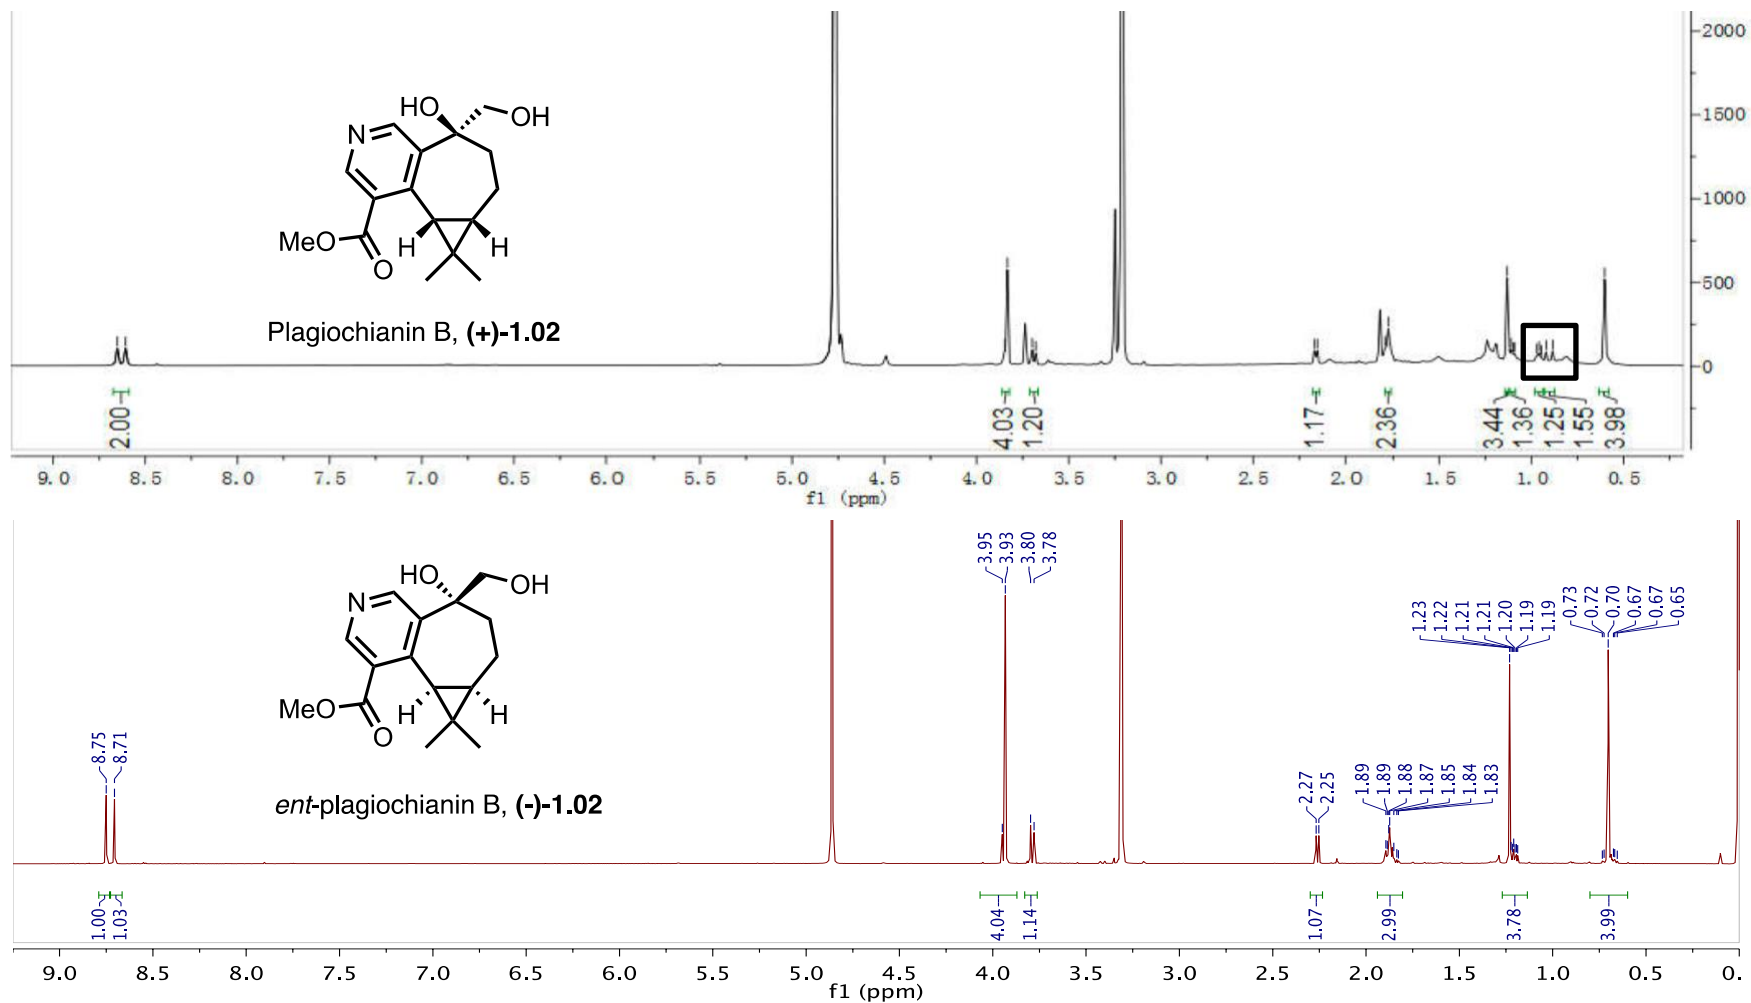 2000
1500
1000
500
0
HO
OH
N
MeO
O
H
H
Plagiochianin B, (+)-1.02
2.00
4.03
1.20
1.17
2.36
3.44
1.36
1.25
1.55
3.98
9.0 8.5 8.0 7.5 7.0 6.5 6.0 5.5 5.0 4.5 4.0 3.5 3.0 2.5 2.0 1.5 1.0 0.5
f1 (ppm)
HO
OH
N
MeO
O
H
H
ent-plagiochianin B, (-)-1.02
8.75
8.71
3.95
3.93
3.80
3.78
2.27
2.25
1.89
1.89
1.88
1.87
1.85
1.84
1.83
1.23
1.22
1.21
1.21
1.20
1.19
1.19
0.73
0.72
0.70
0.67
0.67
0.65
1.00
1.03
4.04
1.14
1.07
2.99
3.78
3.99
9.0 8.5 8.0 7.5 7.0 6.5 6.0 5.5 5.0 4.5 4.0 3.5 3.0 2.5 2.0 1.5 1.0 0.5 0.
f1 (ppm)